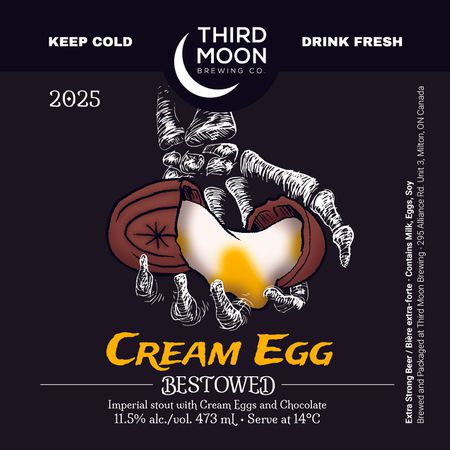 KEEP COLD
THIRD
MOON
BREWING CO.
DRINK FRESH
2025
CREAM EGG
BESTOWED
Imperial stout with Cream Eggs and Chocolate
11.5% alc./vol. 473 ml • Serve at 14°C
Extra Strong Beer / Bière extra-forte · Contains Milk, Eggs, Soy
Brewed and Packaged at Third Moon Brewing - 295 Alliance Rd. Unit 3, Milton, ON Canada